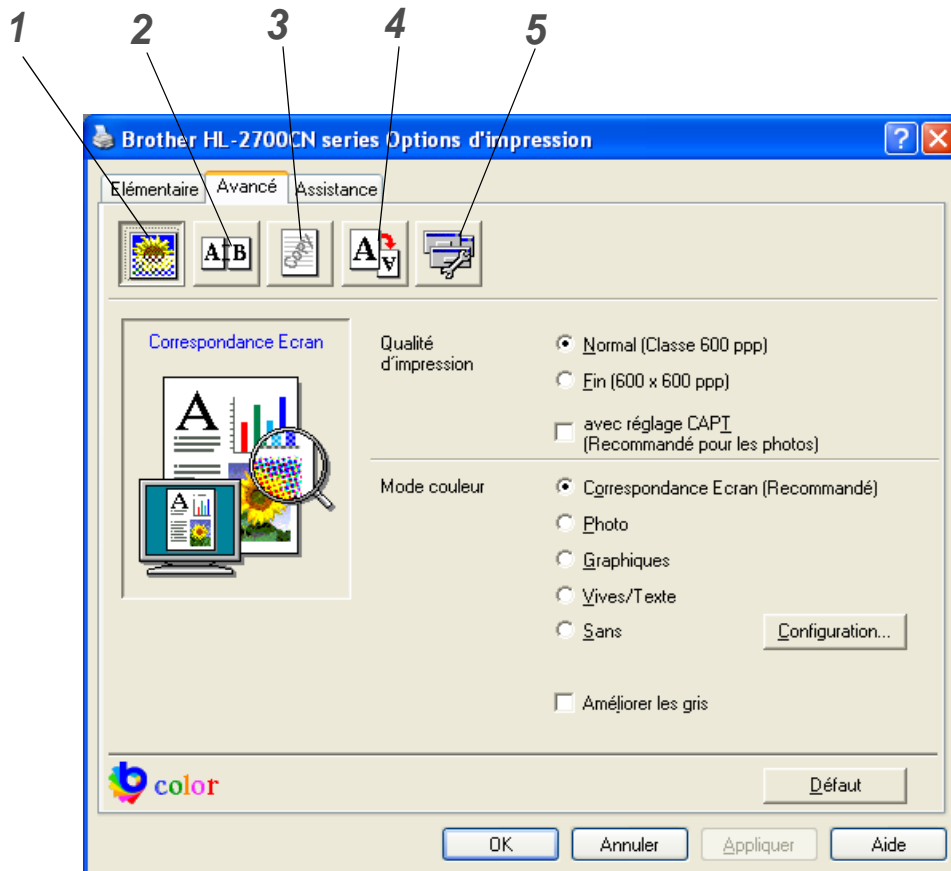 1 2 3 4 5
Brother HL-2700CN series Options d'impression
Elémentaire Avancé Assistance
A B COPY A A
Correspondance Ecran
A
A
Qualité
d'impression
Normal (Classe 600 ppp)
Fin (600 x 600 ppp)
avec réglage CAPT
(Recommandé pour les photos)
Mode couleur
Correspondance Ecran (Recommandé)
Photo
Graphiques
Vives/Texte
Sans
Configuration...
Améliorer les gris
b color
Défaut
OK Annuler Appliquer Aide